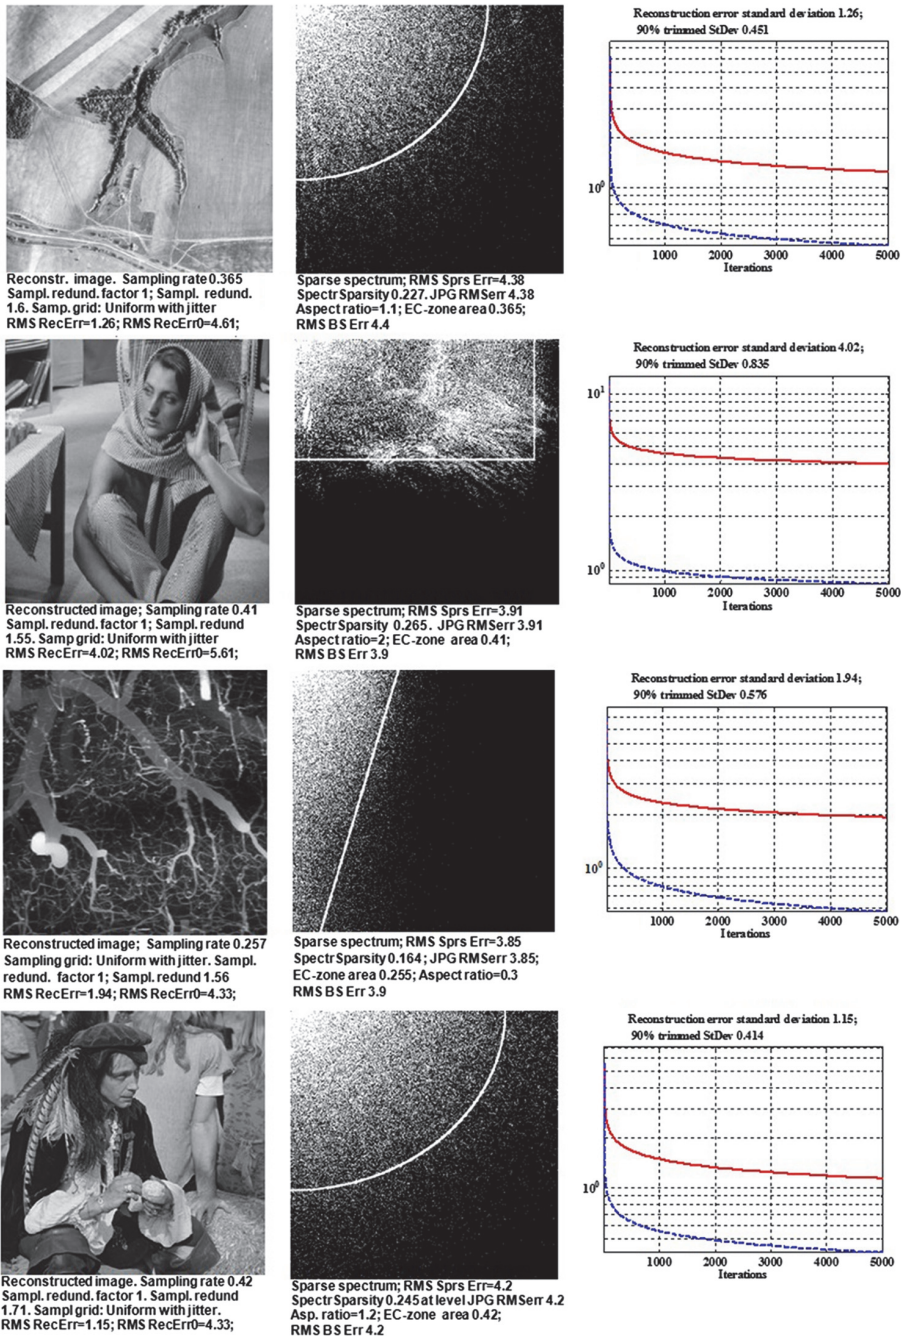 Reconstruction error standard deviation 1.26;
90% trimmed StDev 0.451
10⁰
1000 2000 3000 4000 5000
Iterations
Reconstr. image. Sampling rate 0.365
Sampl. redund. factor 1; Sampl. redund.
1.6. Samp. grid: Uniform with jitter
RMS RecErr=1.26; RMS RecErr0=4.61;
Sparse spectrum; RMS Sprs Err=4.38
Spectr Sparsity 0.227. JPG RMSerr 4.38
Aspect ratio=1.1; EC-zone area 0.365;
RMS BS Err 4.4
Reconstruction error standard deviation 4.02;
90% trimmed StDev 0.835
10¹
10⁰
1000 2000 3000 4000 5000
Iterations
Reconstructed image; Sampling rate 0.41
Sampl. redund. factor 1; Sampl. redund
1.55. Samp grid: Uniform with jitter
RMS RecErr=4.02; RMS RecErr0=5.61;
Sparse spectrum; RMS Sprs Err=3.91
Spectr Sparsity 0.265. JPG RMSerr 3.91
Aspect ratio=2; EC-zone area 0.41;
RMS BS Err 3.9
Reconstruction error standard deviation 1.94;
90% trimmed StDev 0.576
10⁰
1000 2000 3000 4000 5000
Iterations
Reconstructed image; Sampling rate 0.257
Sampling grid: Uniform with jitter. Sampl.
redund. factor 1; Sampl. redund 1.56
RMS RecErr=1.94; RMS RecErr0=4.33;
Sparse spectrum; RMS Sprs Err=3.85
Spectr Sparsity 0.164; JPG RMSerr 3.85;
EC-zone area 0.255; Aspect ratio=0.3
RMS BS Err 3.9
Reconstruction error standard deviation 1.15;
90% trimmed StDev 0.414
10⁰
1000 2000 3000 4000 5000
Iterations
Reconstructed image. Sampling rate 0.42
Sampl. redund. factor 1. Sampl. redund
1.71. Sampl grid: Uniform with jitter.
RMS RecErr=1.15; RMS RecErr0=4.33;
Sparse spectrum; RMS Sprs Err=4.2
Spectr Sparsity 0.245 at level JPG RMSerr 4.2
Asp. ratio=1.2; EC-zone area 0.42;
RMS BS Err 4.2